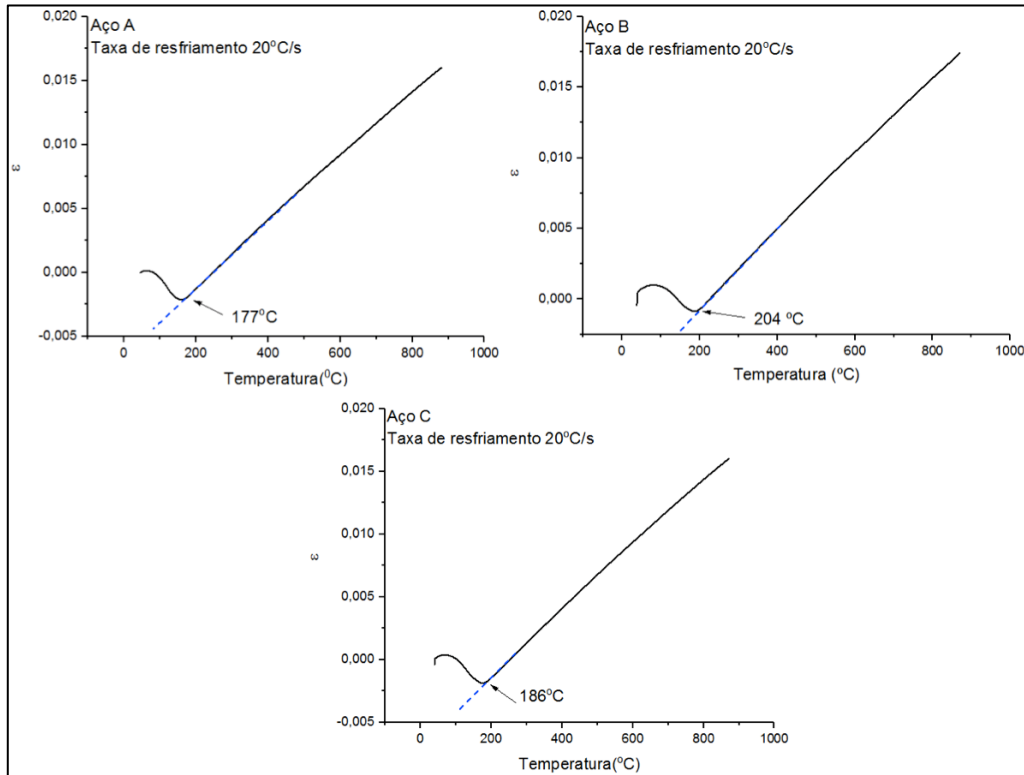 Aço A
Taxa de resfriamento 20°C/s
0,020
0,015
0,010
0,005
0,000
-0,005
ε
177°C
0
200
400
600
800
1000
Temperatura(⁰C)
Aço B
Taxa de resfriamento 20°C/s
0,020
0,015
0,010
0,005
0,000
ε
204 ºC
0
200
400
600
800
1000
Temperatura (ºC)
Aço C
Taxa de resfriamento 20°C/s
0,020
0,015
0,010
0,005
0,000
-0,005
ε
186°C
0
200
400
600
800
1000
Temperatura(°C)